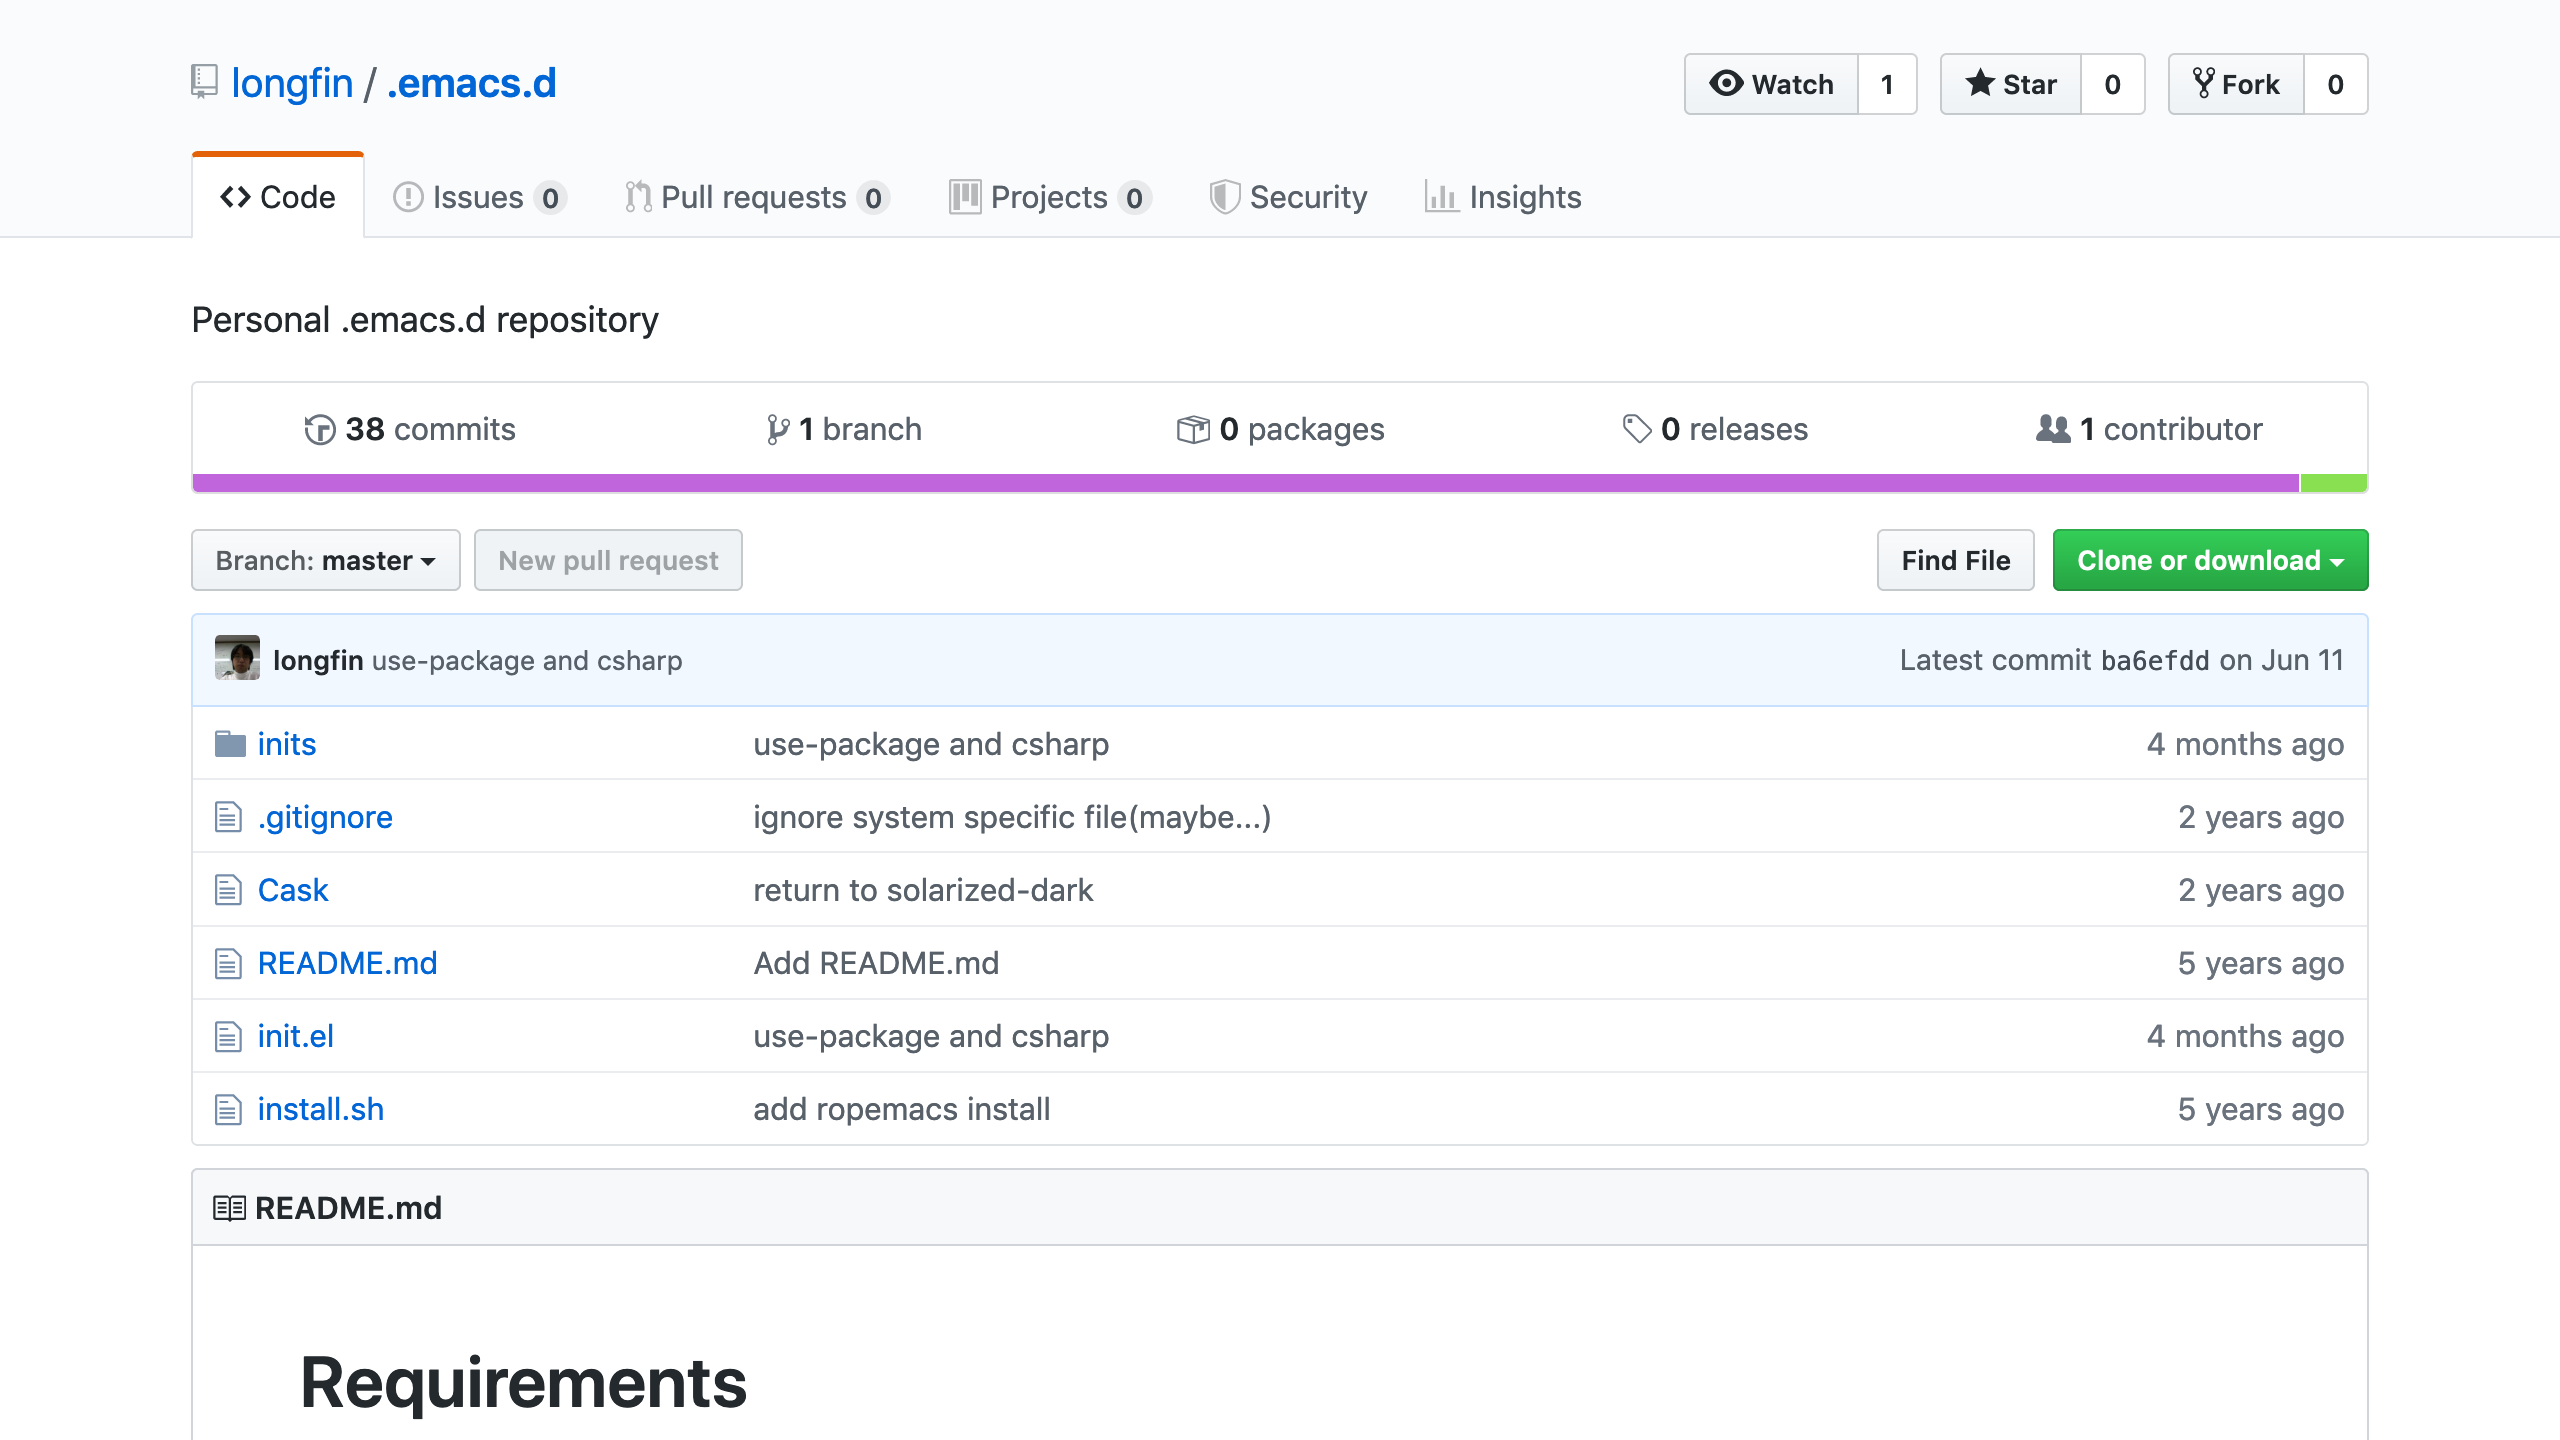 longfin / .emacs.d
Watch 1 Star 0 Fork 0
Code Issues 0 Pull requests 0 Projects 0 Security Insights
Personal .emacs.d repository
38 commits 1 branch 0 packages 0 releases 1 contributor
Branch: master New pull request Find File Clone or download
longfin use-package and csharp Latest commit ba6efdd on Jun 11
inits use-package and csharp 4 months ago
.gitignore ignore system specific file(maybe...) 2 years ago
Cask return to solarized-dark 2 years ago
README.md Add README.md 5 years ago
init.el use-package and csharp 4 months ago
install.sh add ropemacs install 5 years ago
README.md
Requirements